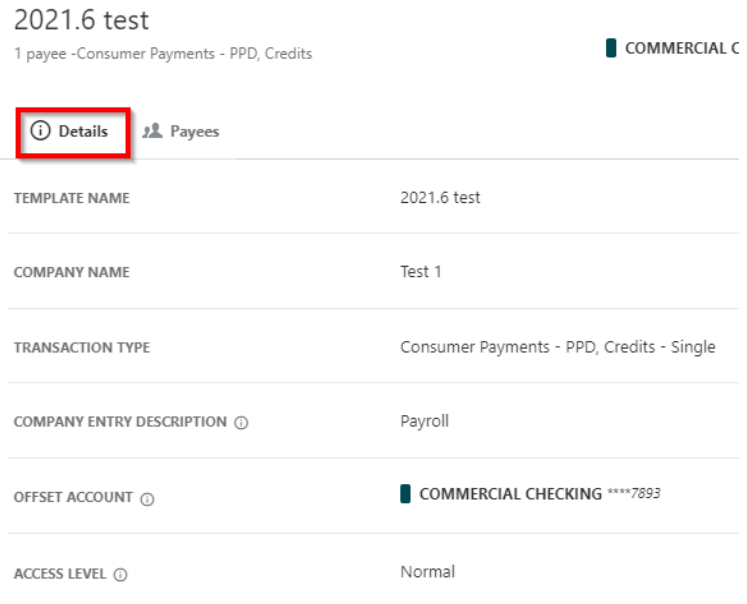 2021.6 test
1 payee -Consumer Payments - PPD, Credits
COMMERCIAL C
Details
Payees
TEMPLATE NAME 2021.6 test
COMPANY NAME Test 1
TRANSACTION TYPE Consumer Payments - PPD, Credits - Single
COMPANY ENTRY DESCRIPTION Payroll
OFFSET ACCOUNT COMMERCIAL CHECKING ****7893
ACCESS LEVEL Normal